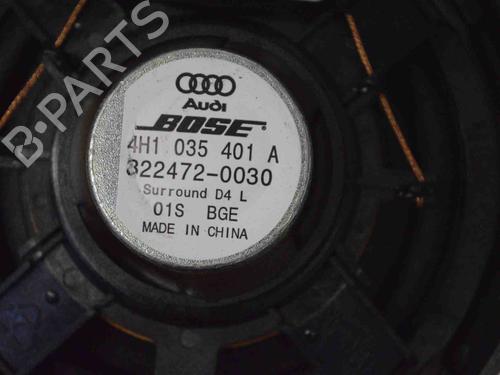 B-PARTS
Audi
BOSE
4H1 035 401 A
322472-0030
Surround D4 L
01S BGE
MADE IN CHINA